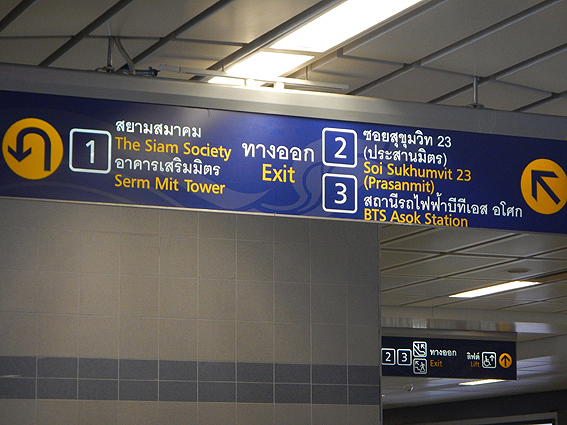 1
สยามสมาคม
The Siam Society
อาคารเสริมมิตร
Serm Mit Tower
ทางออก
Exit
2
ซอยสุขุมวิท 23
(ประสานมิตร)
Soi Sukhumvit 23
(Prasanmit)
3
สถานีรถไฟฟ้าบีทีเอส อโศก
BTS Asok Station
2 3 ทางออก
Exit
ลิฟต์
Lift